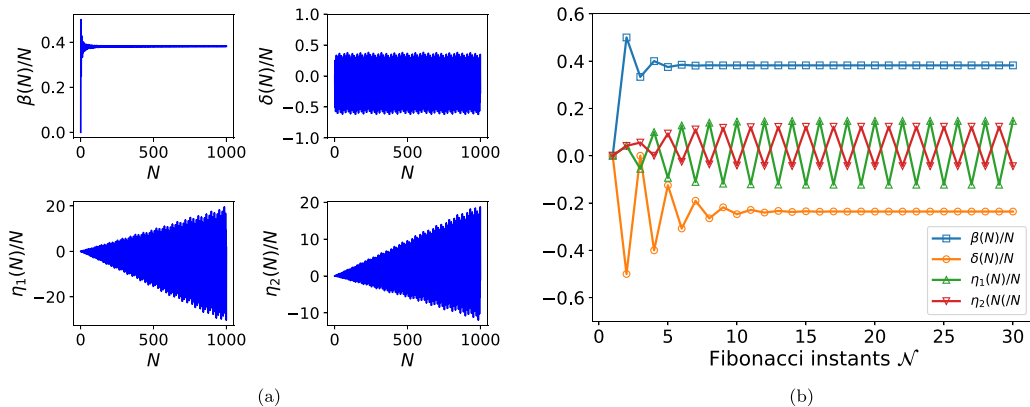 β(N)/N
0.4
0.2
0.0
0
500
1000
N
δ(N)/N
1.0
0.5
0.0
−0.5
−1.0
0
500
1000
N
η₁(N)/N
20
0
−20
0
500
1000
N
η₂(N)/N
20
10
0
−10
0
500
1000
N
(a)
0.6
0.4
0.2
0.0
−0.2
−0.4
−0.6
0
5
10
15
20
25
30
Fibonacci instants 𝒩
β(N)/N
δ(N)/N
η₁(N)/N
η₂(N(/N
(b)